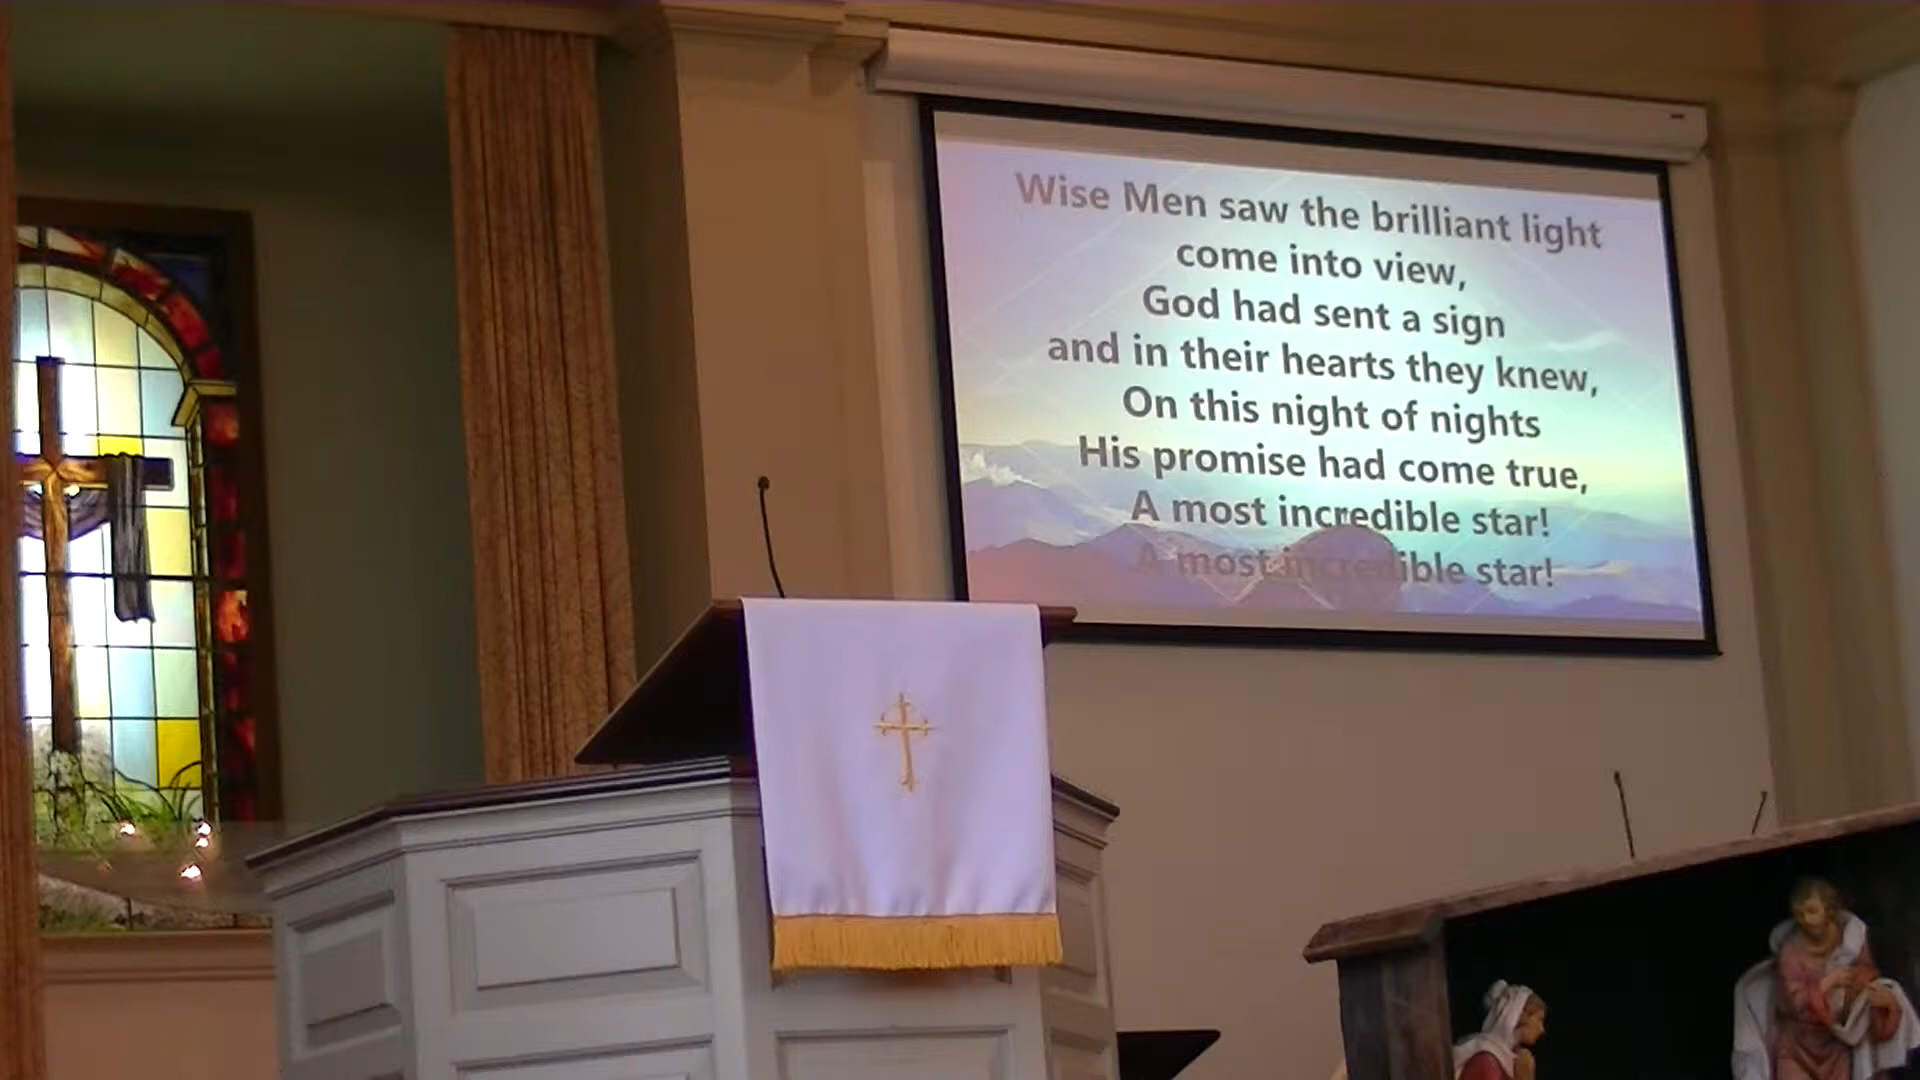 Wise Men saw the brilliant light
come into view,
God had sent a sign
and in their hearts they knew,
On this night of nights
His promise had come true,
A most incredible star!
A most incredible star!